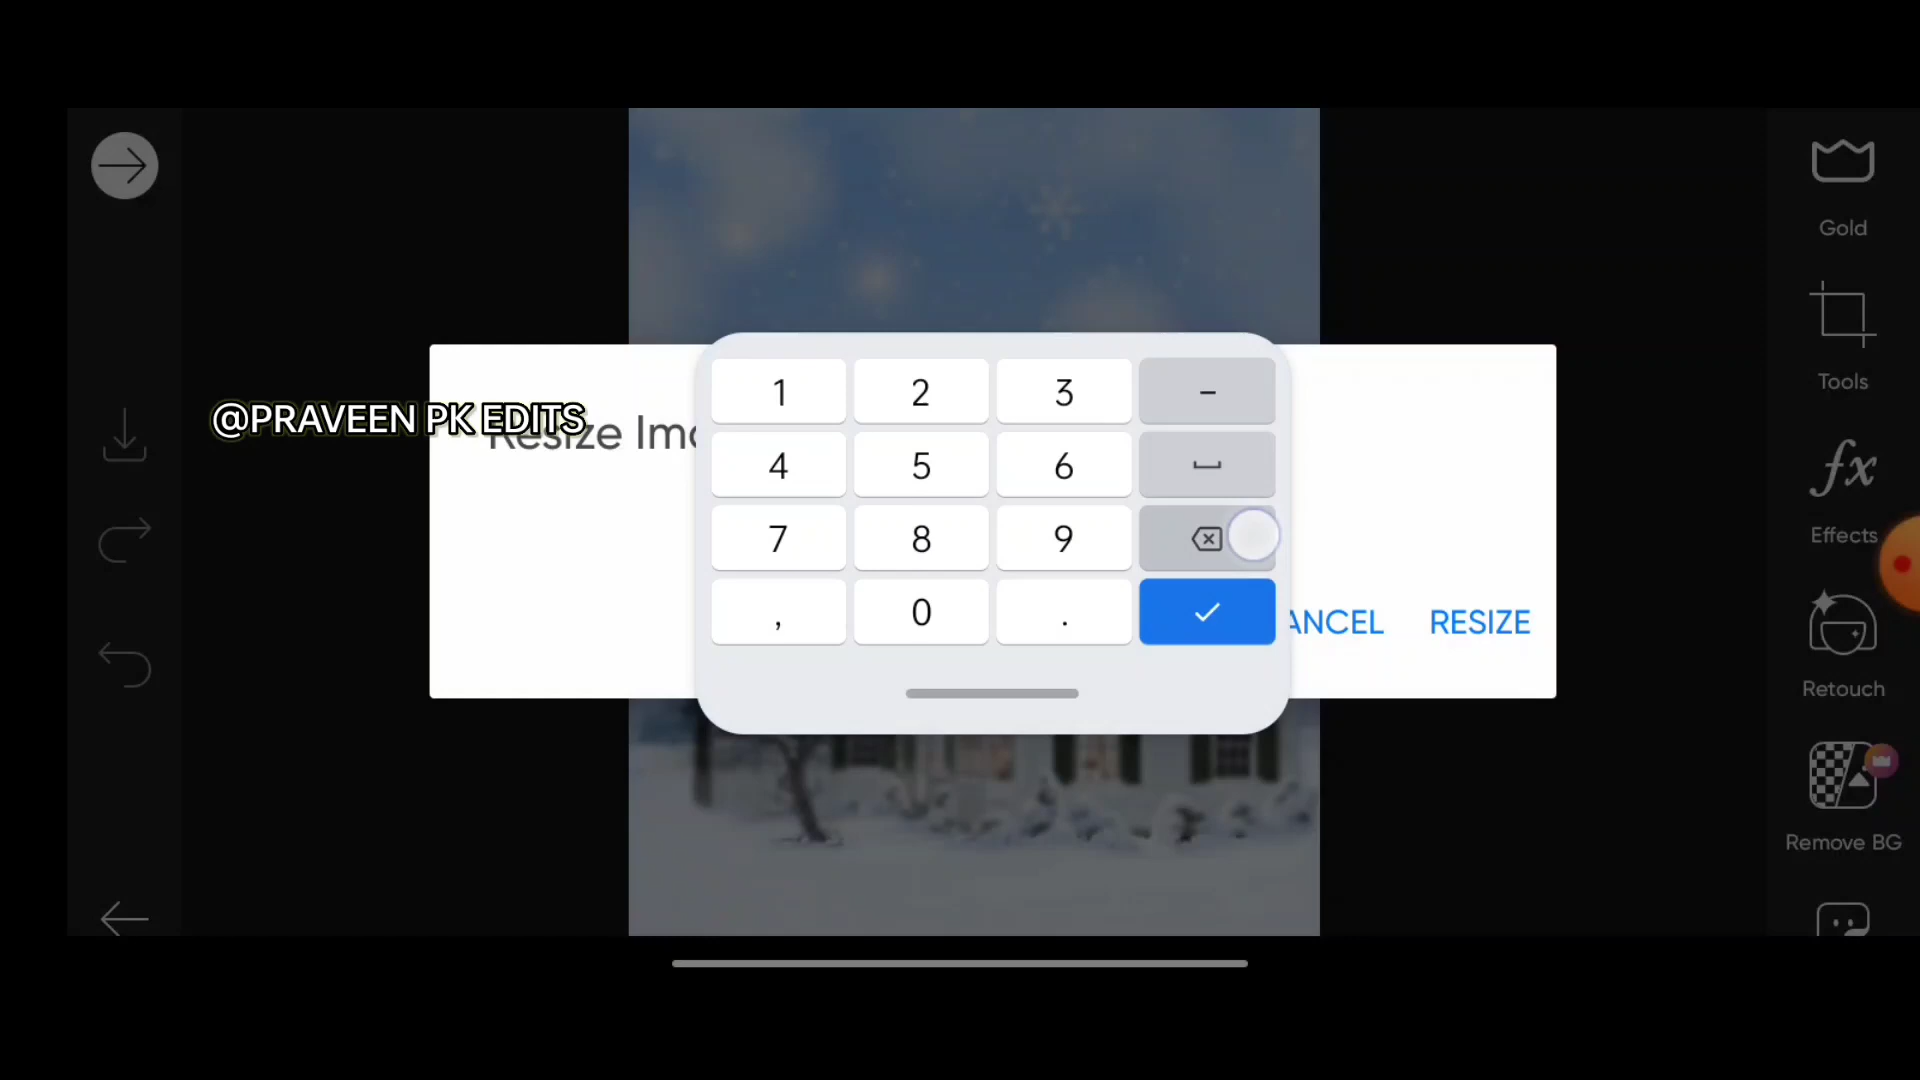 Gold
Tools
Effects
Retouch
Remove BG
@PRAVEEN PK EDITS
Resize
1 2 3 -
4 5 6
7 8 9
, 0 .
RESIZE